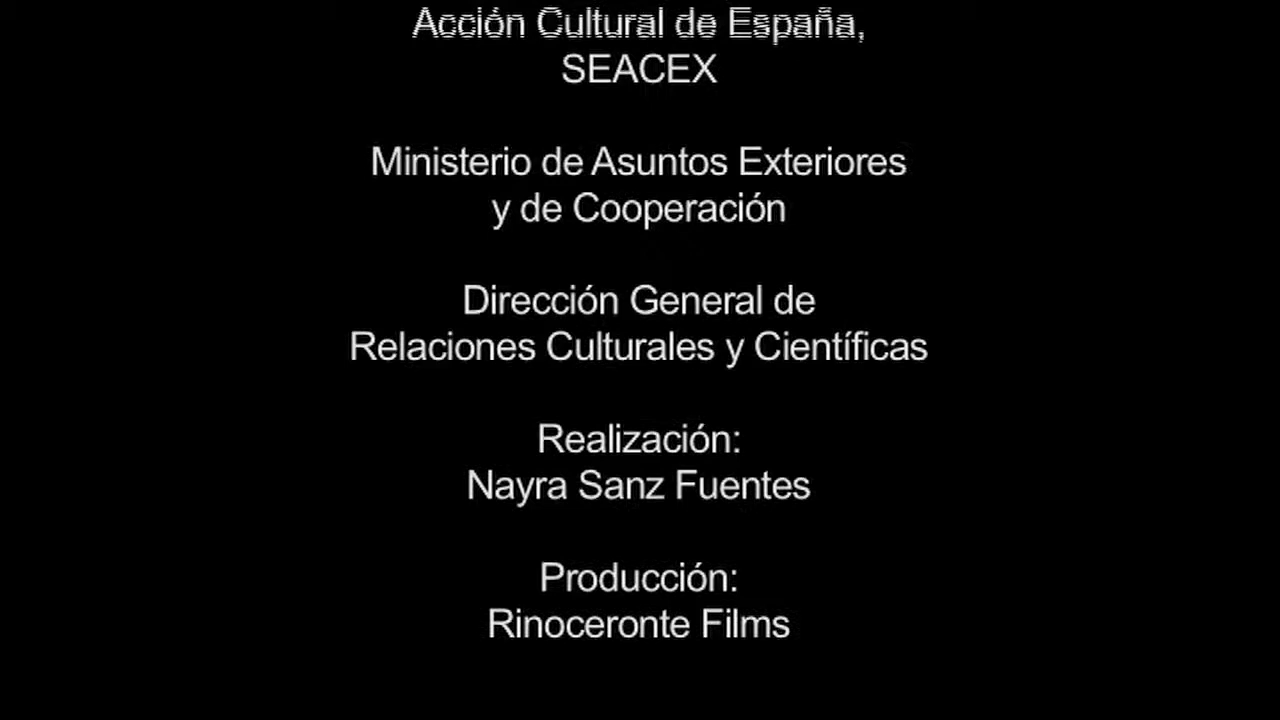 Acción Cultural de España,
SEACEX
Ministerio de Asuntos Exteriores
y de Cooperación
Dirección General de
Relaciones Culturales y Científicas
Realización:
Nayra Sanz Fuentes
Producción:
Rinoceronte Films